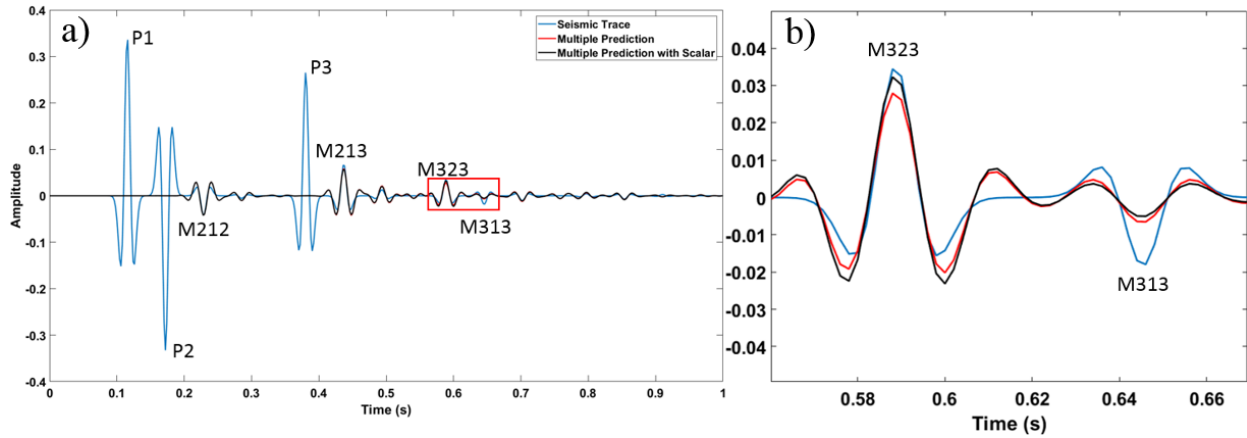 a)
P1
P2
M212
P3
M213
M323
M313
Seismic Trace
Multiple Prediction
Multiple Prediction with Scalar
Amplitude
0.4
0.3
0.2
0.1
0
-0.1
-0.2
-0.3
-0.4
0 0.1 0.2 0.3 0.4 0.5 0.6 0.7 0.8 0.9 1
Time (s)
b)
M323
M313
0.04
0.03
0.02
0.01
0
-0.01
-0.02
-0.03
-0.04
0.58 0.6 0.62 0.64 0.66
Time (s)